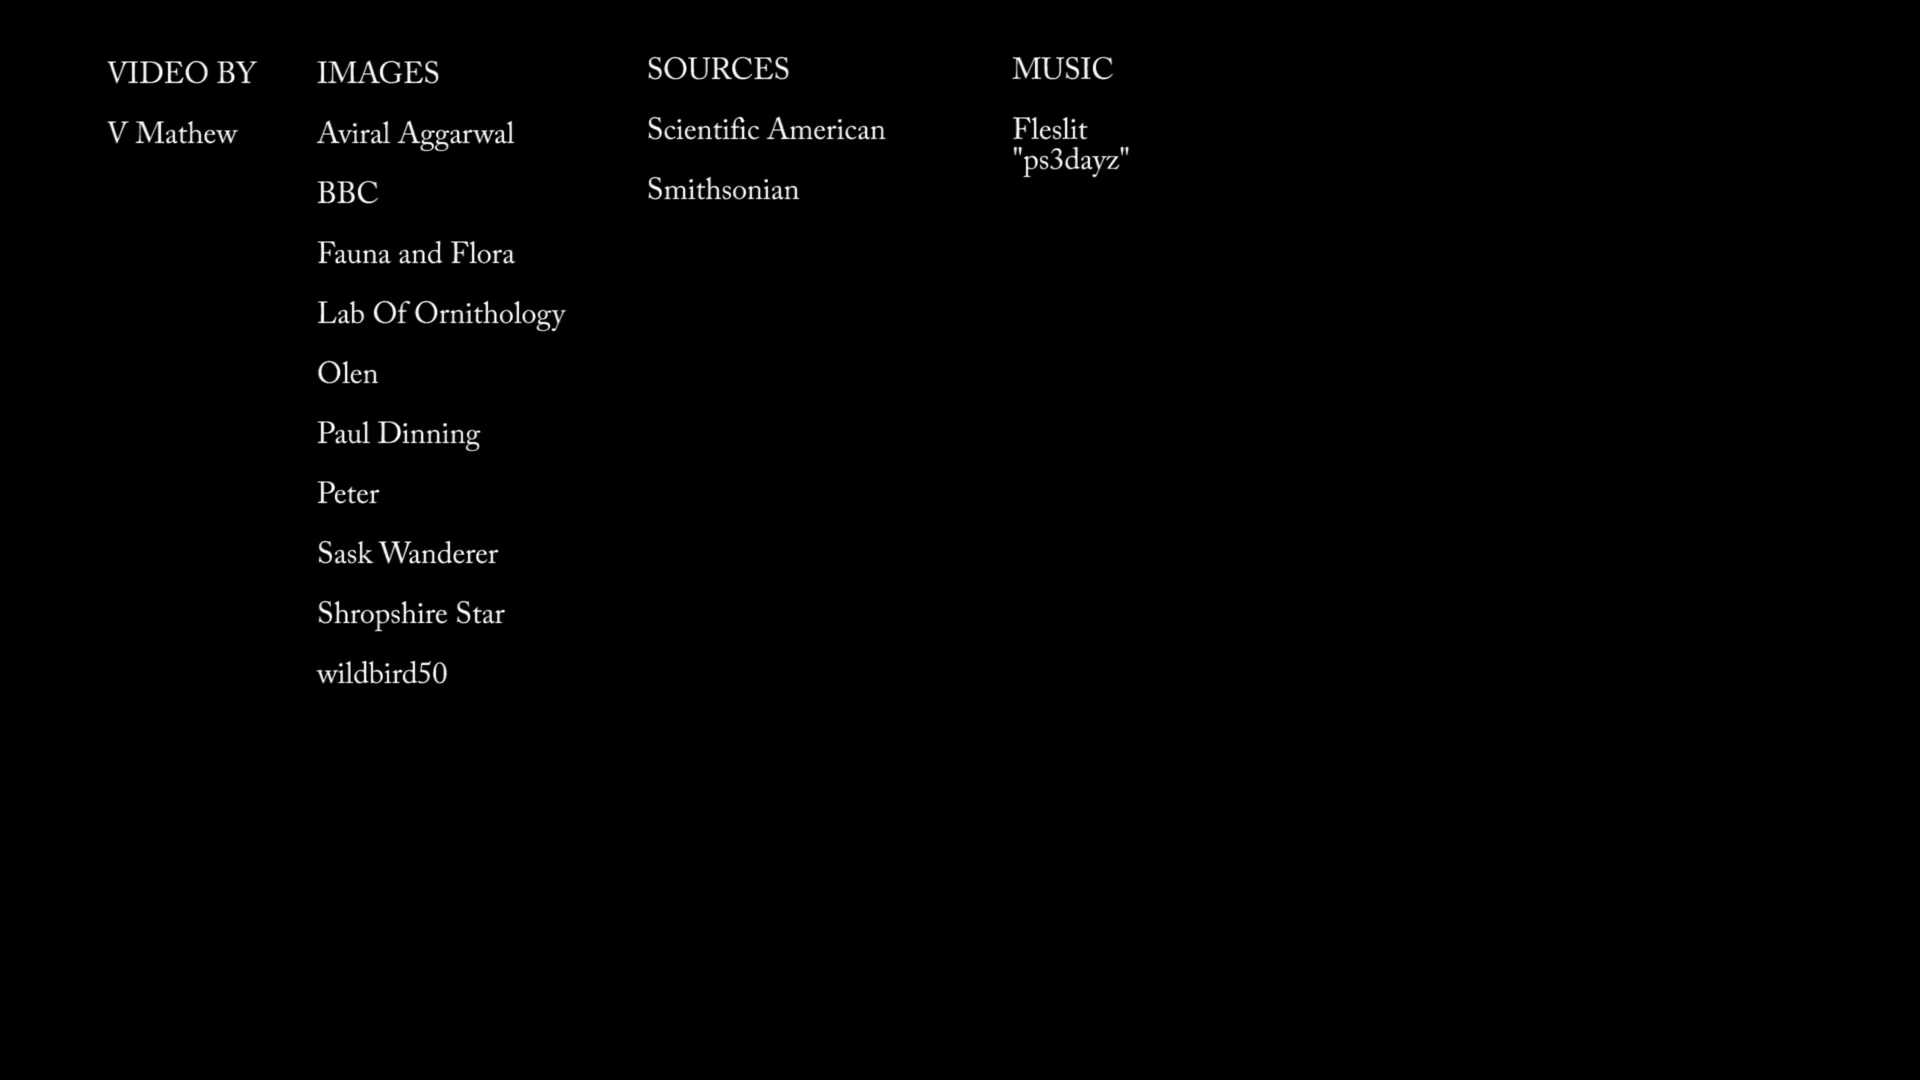 VIDEO BY
V Mathew
IMAGES
Aviral Aggarwal
BBC
Fauna and Flora
Lab Of Ornithology
Olen
Paul Dinning
Peter
Sask Wanderer
Shropshire Star
wildbird50
SOURCES
Scientific American
Smithsonian
MUSIC
Fleslit
"ps3dayz"